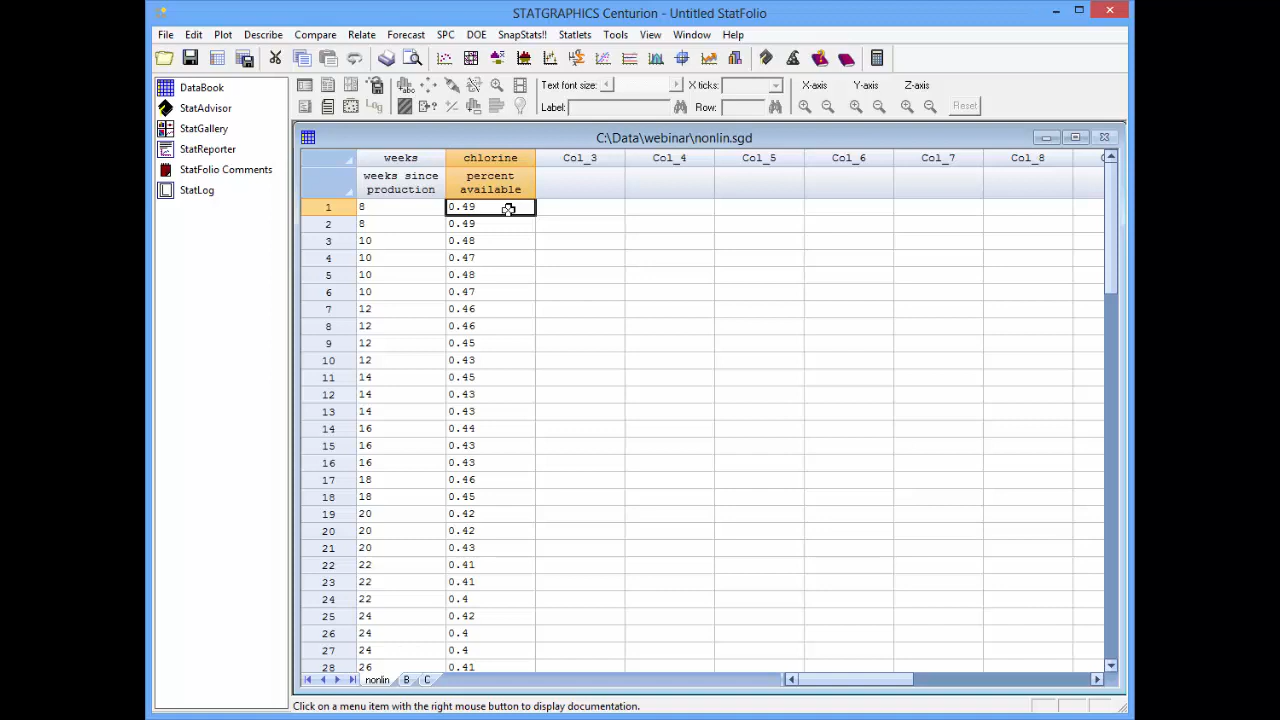 STATGRAPHICS Centurion - Untitled StatFolio
File Edit Plot Describe Compare Relate Forecast SPC DOE SnapStats!! Statlets Tools View Window Help
Text font size: X ticks: X-axis Y-axis Z-axis
Log Label: Row: Reset
DataBook
StatAdvisor
StatGallery
StatReporter
StatFolio Comments
StatLog
C:\Data\webinar\nonlin.sgd
weeks chlorine Col_3 Col_4 Col_5 Col_6 Col_7 Col_8
weeks since percent
production available
1 8 0.49
2 8 0.49
3 10 0.48
4 10 0.47
5 10 0.48
6 10 0.47
7 12 0.46
8 12 0.46
9 12 0.45
10 12 0.43
11 14 0.45
12 14 0.43
13 14 0.43
14 16 0.44
15 16 0.43
16 16 0.43
17 18 0.46
18 18 0.45
19 20 0.42
20 20 0.42
21 20 0.43
22 22 0.41
23 22 0.41
24 22 0.4
25 24 0.42
26 24 0.4
27 24 0.4
28 26 0.41
nonlin B C
Click on a menu item with the right mouse button to display documentation.